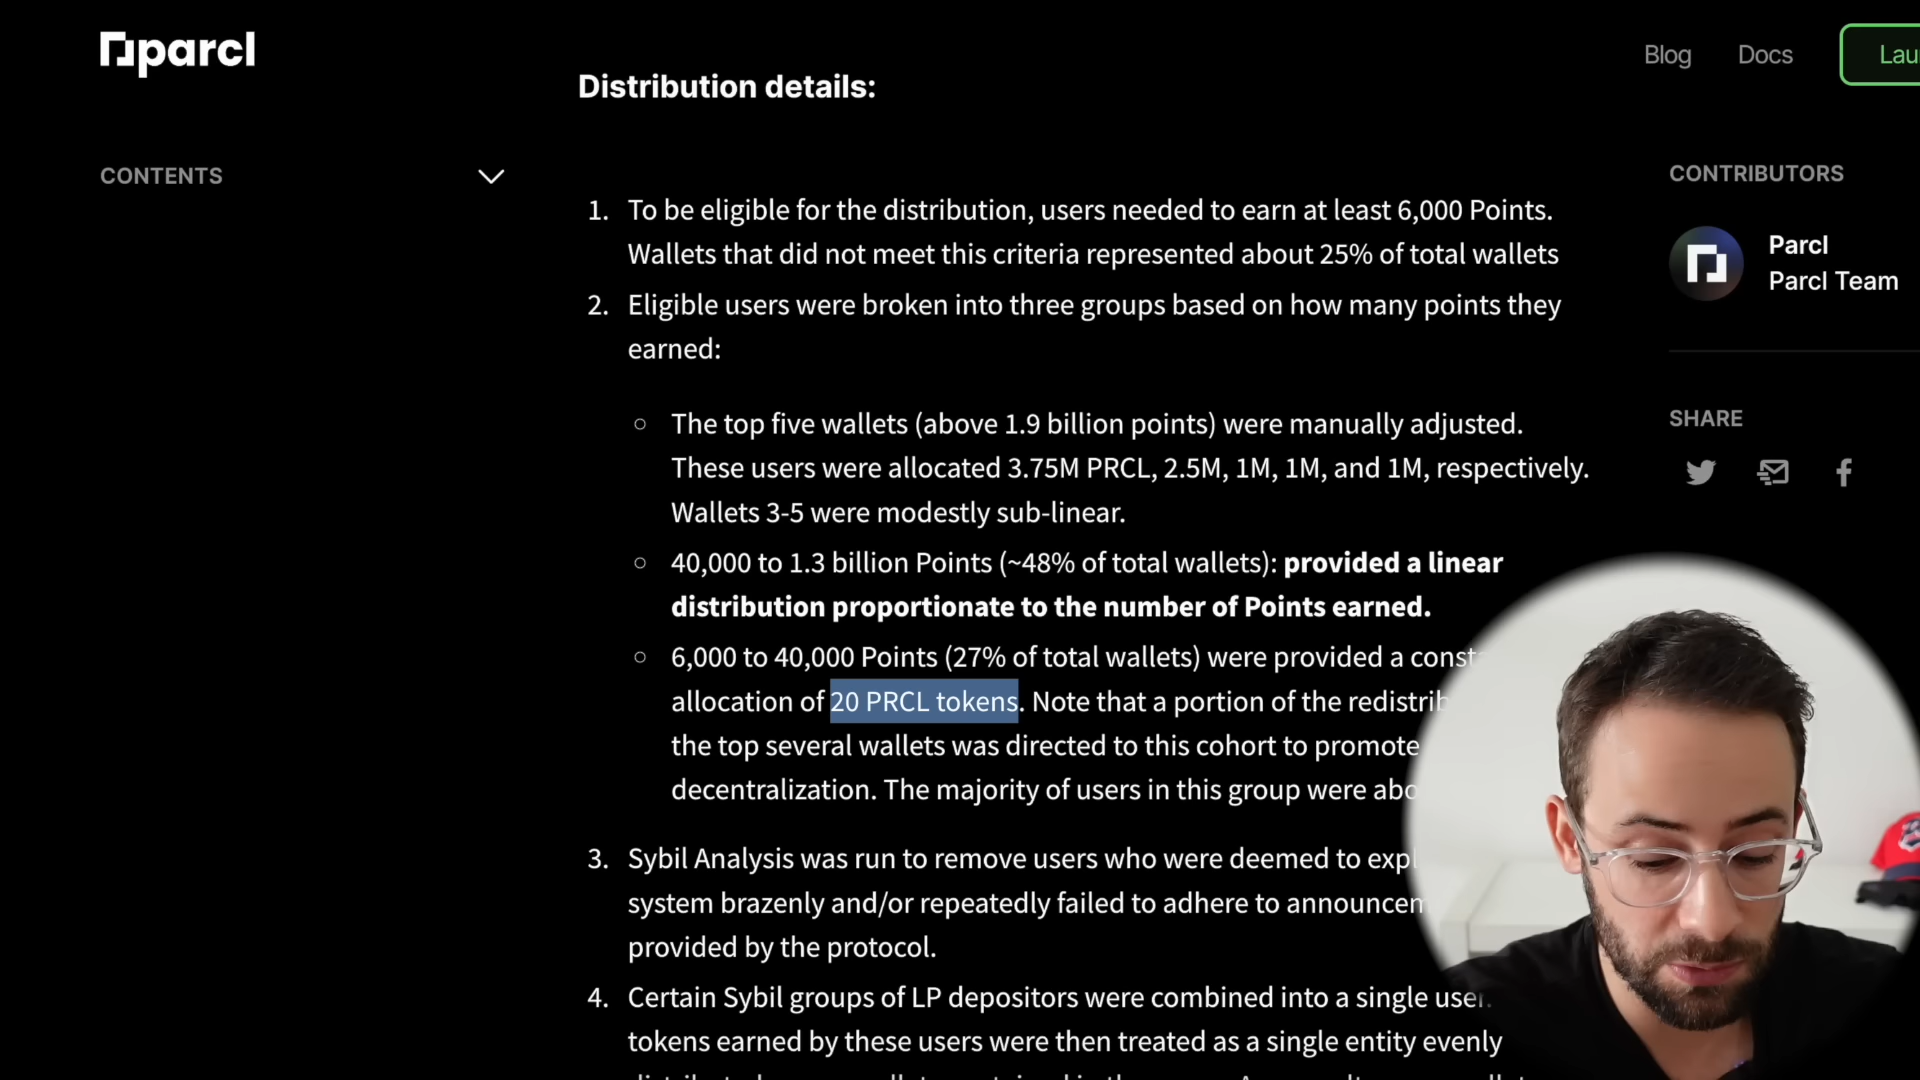 parcl
Blog
Docs
Distribution details:
CONTENTS
CONTRIBUTORS
1. To be eligible for the distribution, users needed to earn at least 6,000 Points.
Wallets that did not meet this criteria represented about 25% of total wallets
Parcl
Parcl Team
2. Eligible users were broken into three groups based on how many points they
earned:
SHARE
The top five wallets (above 1.9 billion points) were manually adjusted.
These users were allocated 3.75M PRCL, 2.5M, 1M, 1M, and 1M, respectively.
Wallets 3-5 were modestly sub-linear.
40,000 to 1.3 billion Points (~48% of total wallets): provided a linear
distribution proportionate to the number of Points earned.
6,000 to 40,000 Points (27% of total wallets) were provided a
allocation of 20 PRCL tokens. Note that a portion of the
the top several wallets was directed to this cohort to promote
decentralization. The majority of users in this group were
3. Sybil Analysis was run to remove users who were deemed to
system brazenly and/or repeatedly failed to adhere to
provided by the protocol.
4. Certain Sybil groups of LP depositors were combined into a single
tokens earned by these users were then treated as a single entity evenly